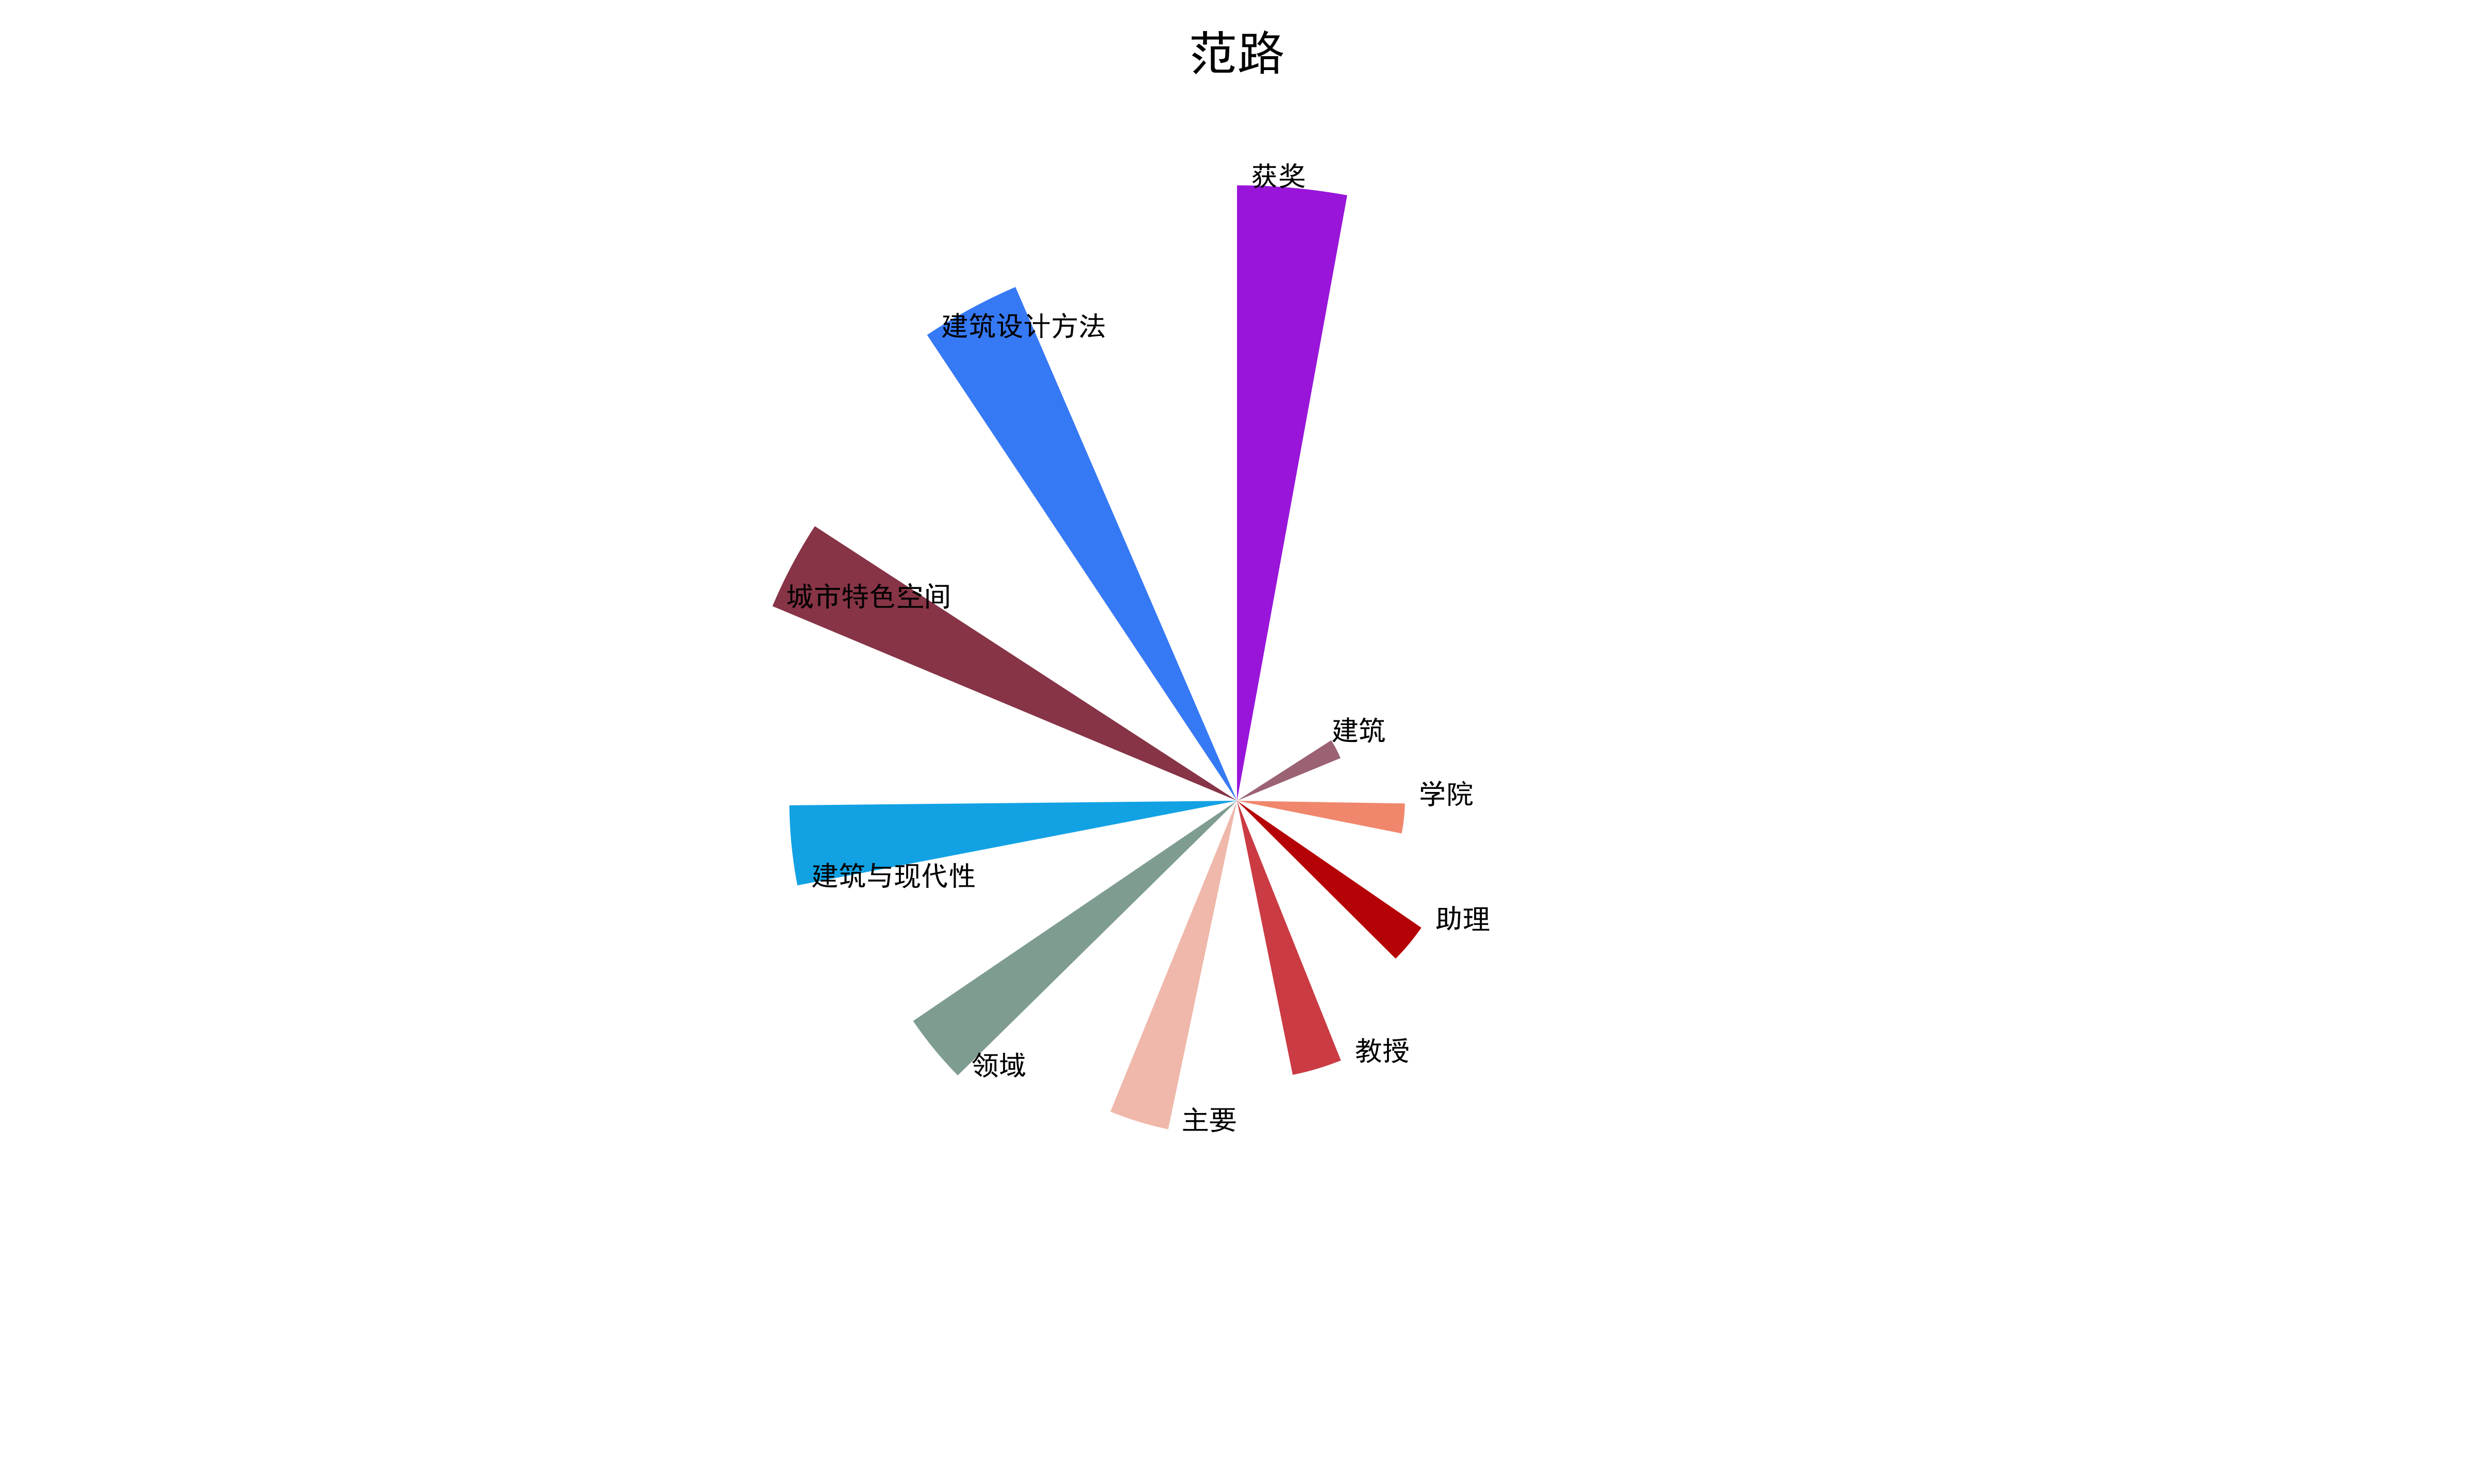 范路
获奖
建筑设计方法
城市特色空间
建筑
学院
建筑与现代性
助理
教授
领域
主要